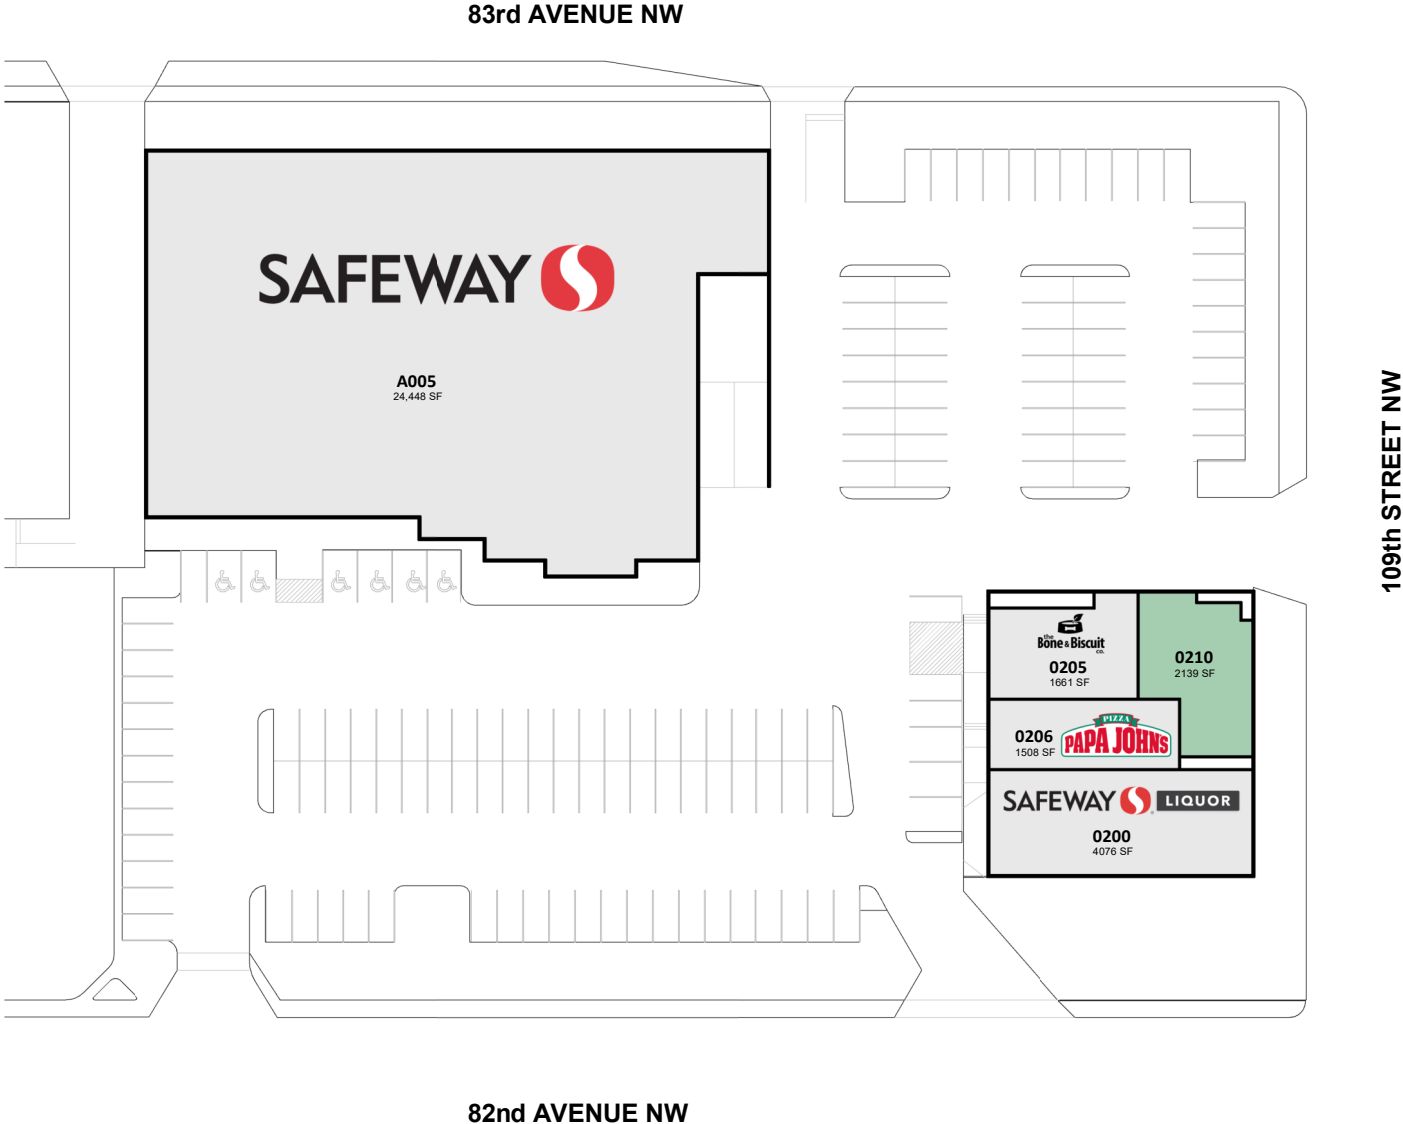 83rd AVENUE NW
SAFEWAY
A005
24,448 SF
109th STREET NW
the
Bone & Biscuit
co.
0205
1661 SF
0210
2139 SF
0206
1508 SF
PIZZA
PAPA JOHNS
SAFEWAY LIQUOR
0200
4076 SF
82nd AVENUE NW